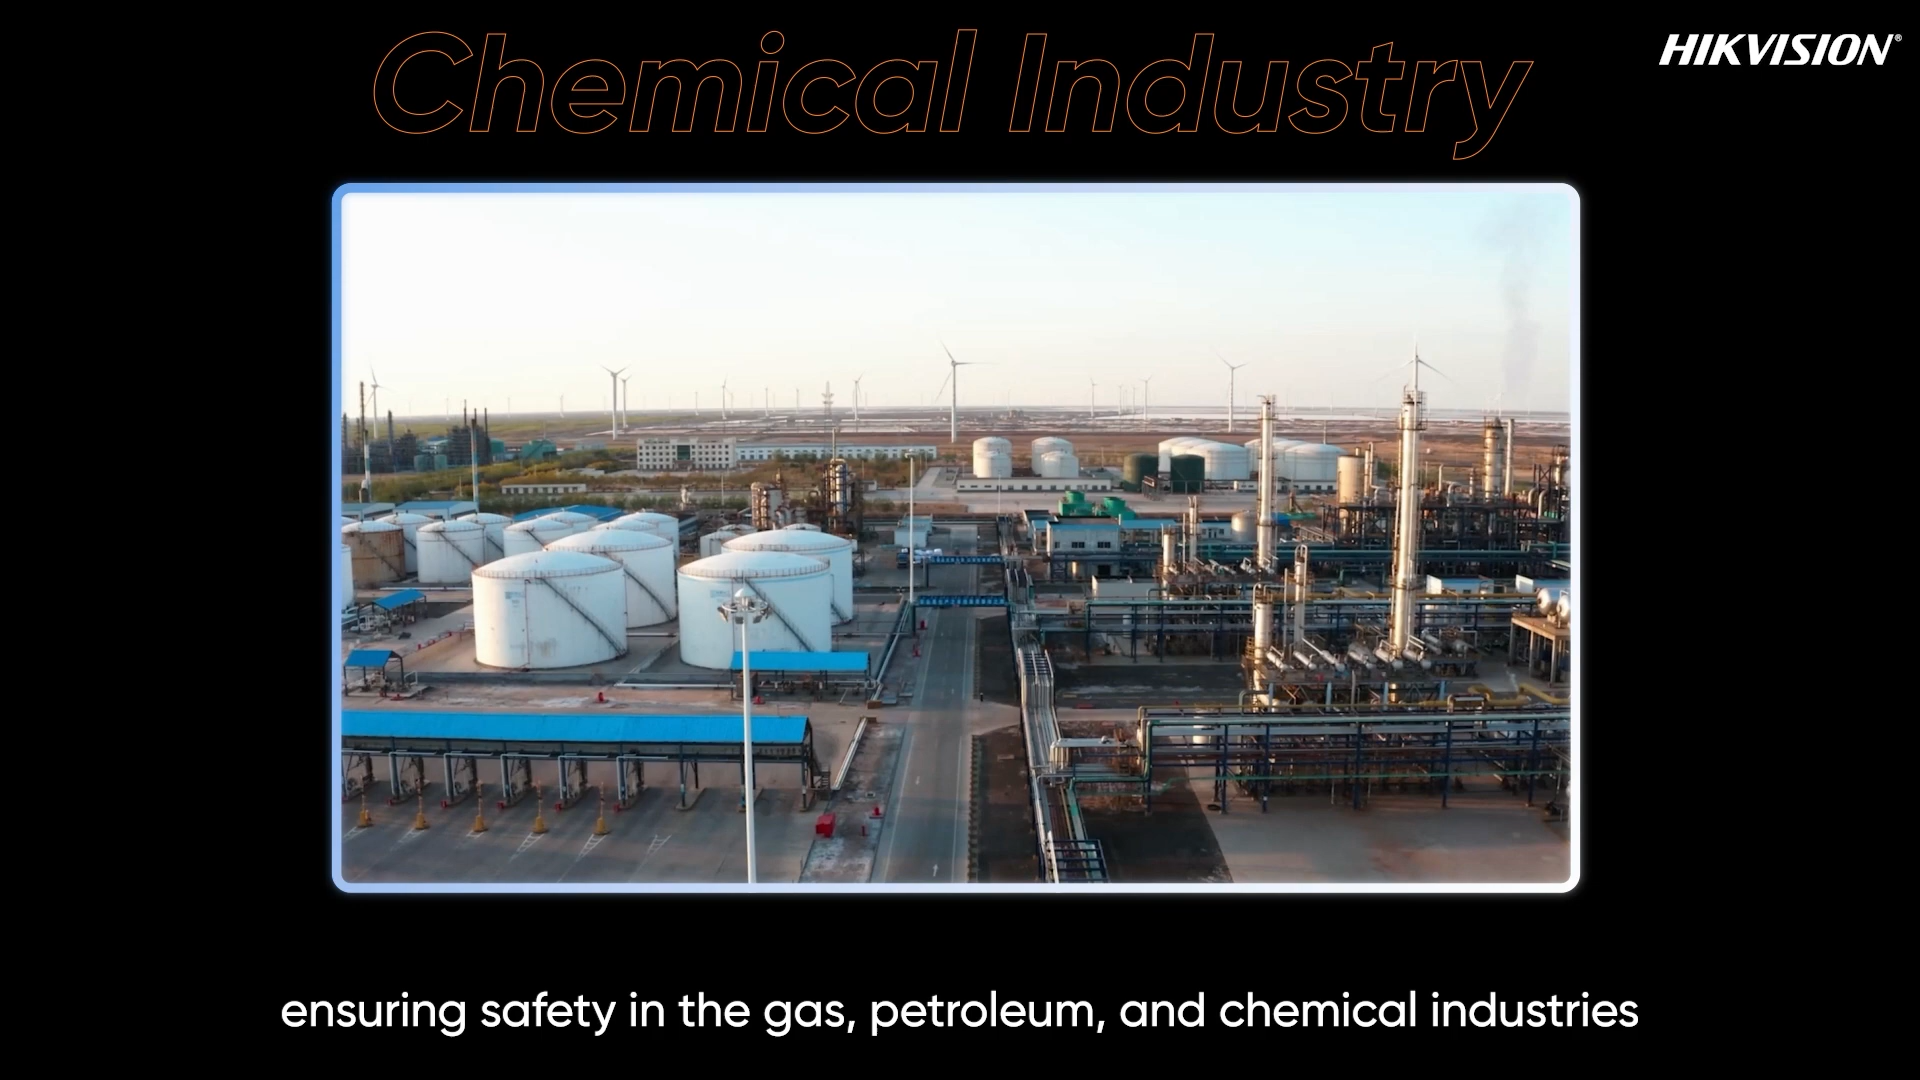 Chemical Industry
HIKVISION®
ensuring safety in the gas, petroleum, and chemical industries